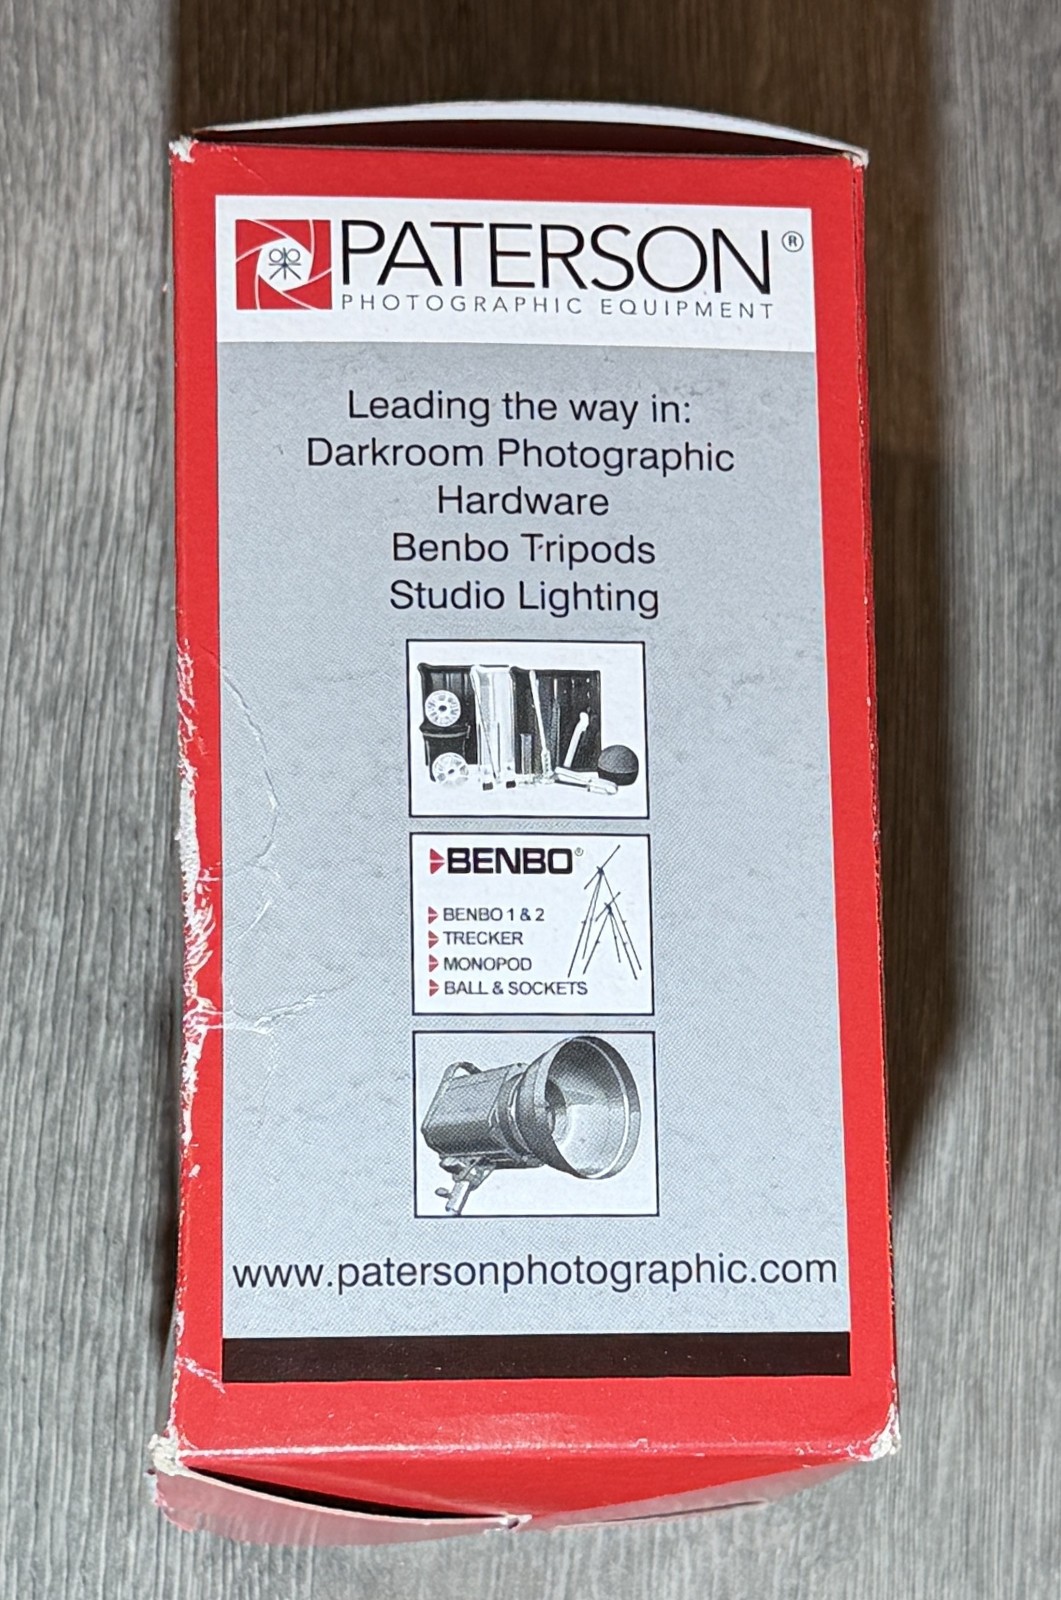 PATERSON®
PHOTOGRAPHIC EQUIPMENT
Leading the way in:
Darkroom Photographic
Hardware
Benbo Tripods
Studio Lighting
BENBO®
BENBO 1 & 2
TRECKER
MONOPOD
BALL & SOCKETS
www.patersonphotographic.com